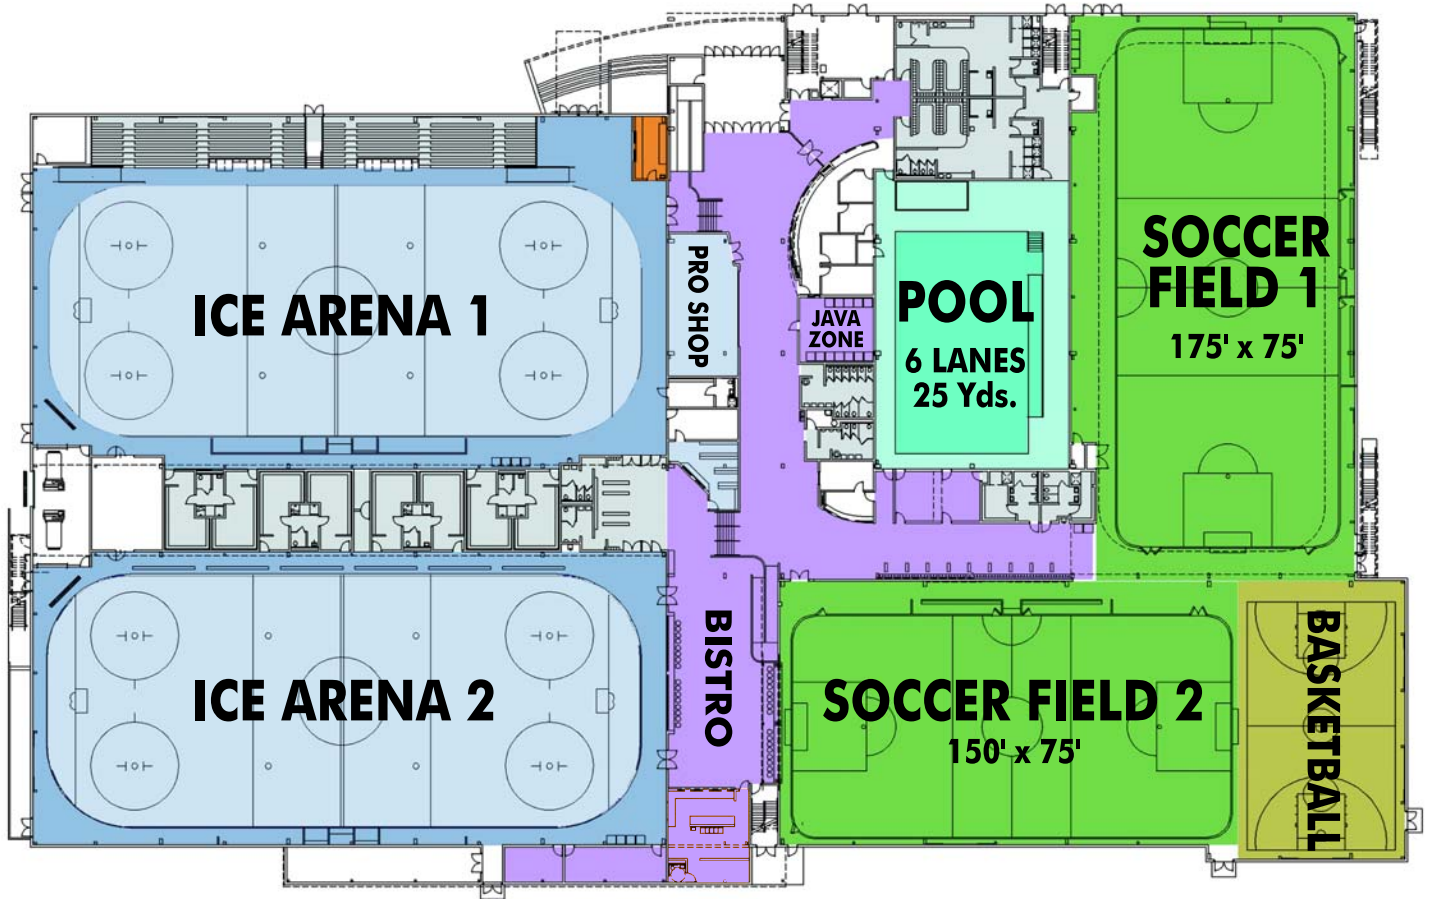 ICE ARENA 1
PRO SHOP
JAVA
ZONE
POOL
6 LANES
25 Yds.
SOCCER
FIELD 1
175' x 75'
ICE ARENA 2
BISTRO
SOCCER FIELD 2
150' x 75'
BASKETBALL